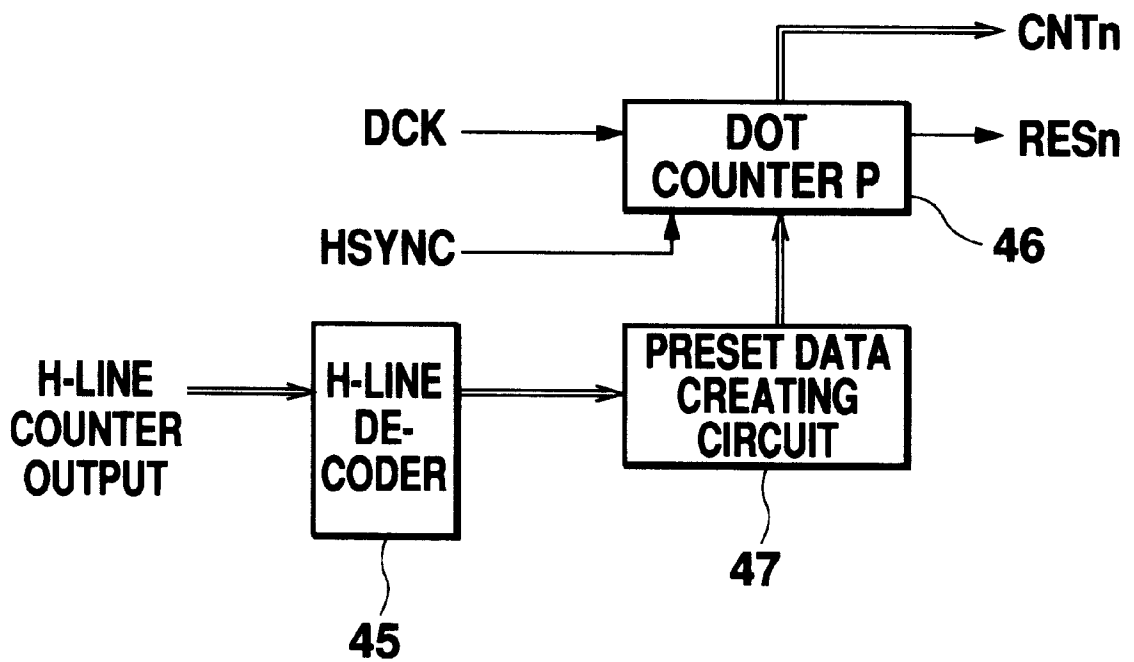 CNTn
DCK
DOT
COUNTER P
RESn
HSYNC
46
H-LINE
COUNTER
OUTPUT
H-LINE
DE-
CODER
PRESET DATA
CREATING
CIRCUIT
47
45